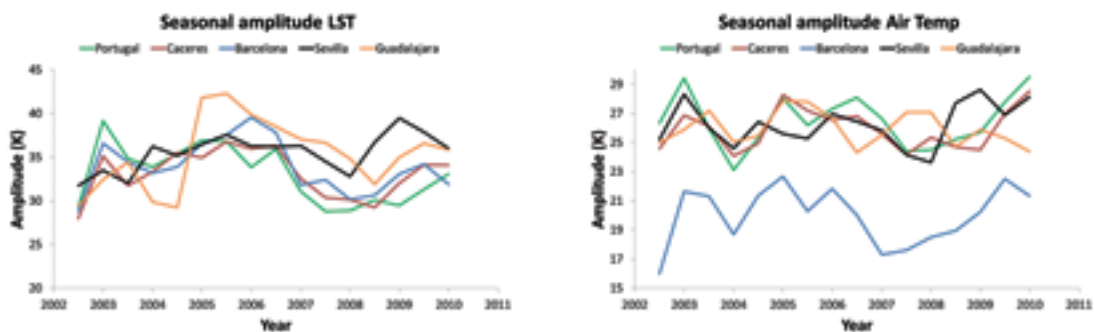 Seasonal amplitude LST
Portugal Caceres Barcelona Sevilla Guadalajara
45
40
35
30
25
20
Amplitude (K)
2002 2003 2004 2005 2006 2007 2008 2009 2010 2011
Year
Seasonal amplitude Air Temp
Portugal Caceres Barcelona Sevilla Guadalajara
29
27
25
23
21
19
17
15
Amplitude (K)
2002 2003 2004 2005 2006 2007 2008 2009 2010 2011
Year